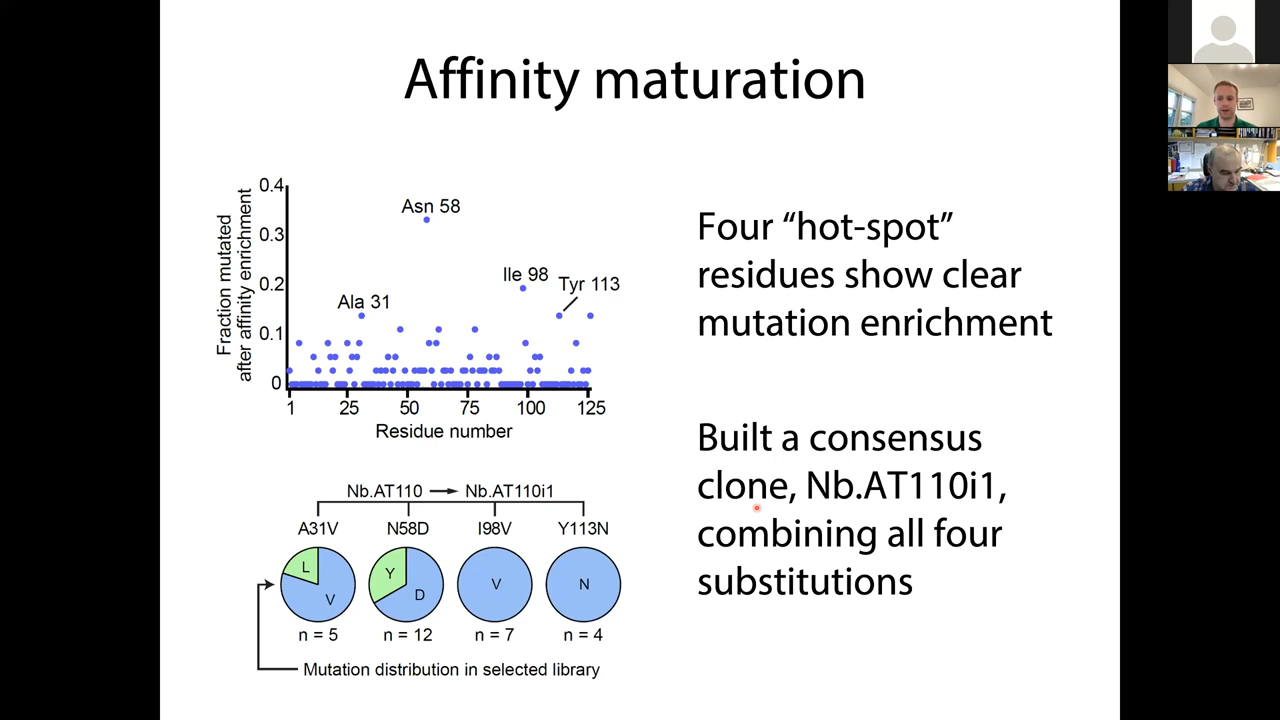 Affinity maturation
Fraction mutated
after affinity enrichment
0.4
0.3
0.2
0.1
0
Asn 58
Ile 98
Tyr 113
Ala 31
1
25
50
75
100
125
Residue number
Four “hot-spot”
residues show clear
mutation enrichment
Built a consensus
clone, Nb.AT110i1,
combining all four
substitutions
Nb.AT110 → Nb.AT110i1
A31V N58D I98V Y113N
L V Y D V N
n = 5 n = 12 n = 7 n = 4
Mutation distribution in selected library